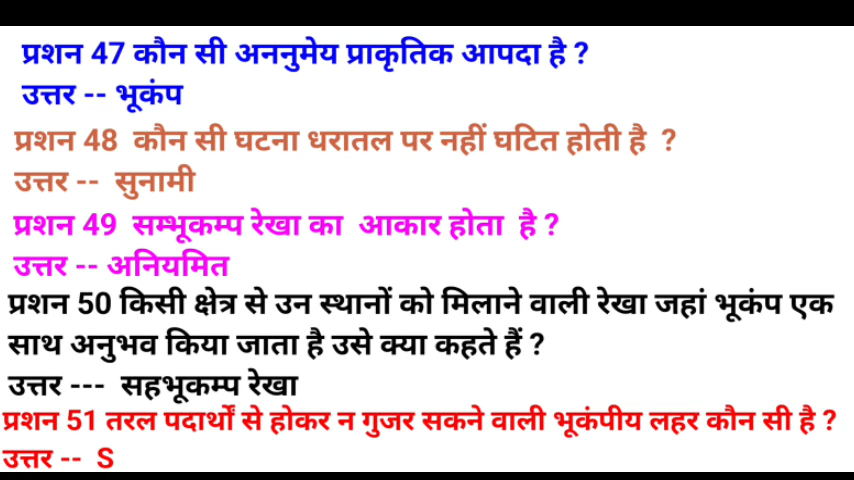 प्रशन 47 कौन सी अननुमेय प्राकृतिक आपदा है ?
उत्तर -- भूकंप
प्रशन 48 कौन सी घटना धरातल पर नहीं घटित होती है ?
उत्तर -- सुनामी
प्रशन 49 सम्भूकम्प रेखा का आकार होता है ?
उत्तर -- अनियमित
प्रशन 50 किसी क्षेत्र से उन स्थानों को मिलाने वाली रेखा जहां भूकंप एक
साथ अनुभव किया जाता है उसे क्या कहते हैं ?
उत्तर --- सहभूकम्प रेखा
प्रशन 51 तरल पदार्थों से होकर न गुजर सकने वाली भूकंपीय लहर कौन सी है ?
उत्तर -- S